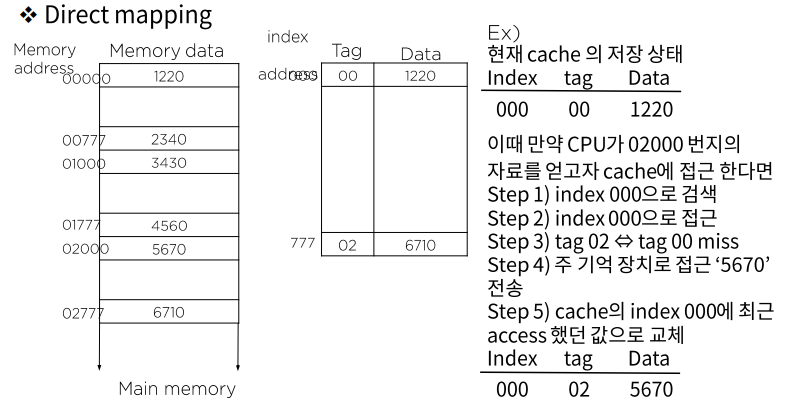 ❖ Direct mapping
Memory address
Memory data
00000 1220
00777 2340
01000 3430
01777 4560
02000 5670
02777 6710
Main memory
index
address
Tag Data
000 00 1220
777 02 6710
Ex)
현재 cache 의 저장 상태
Index tag Data
000 00 1220
이때 만약 CPU가 02000 번지의
자료를 얻고자 cache에 접근 한다면
Step 1) index 000으로 검색
Step 2) index 000으로 접근
Step 3) tag 02 ⇔ tag 00 miss
Step 4) 주 기억 장치로 접근 ‘5670’
전송
Step 5) cache의 index 000에 최근
access 했던 값으로 교체
Index tag Data
000 02 5670